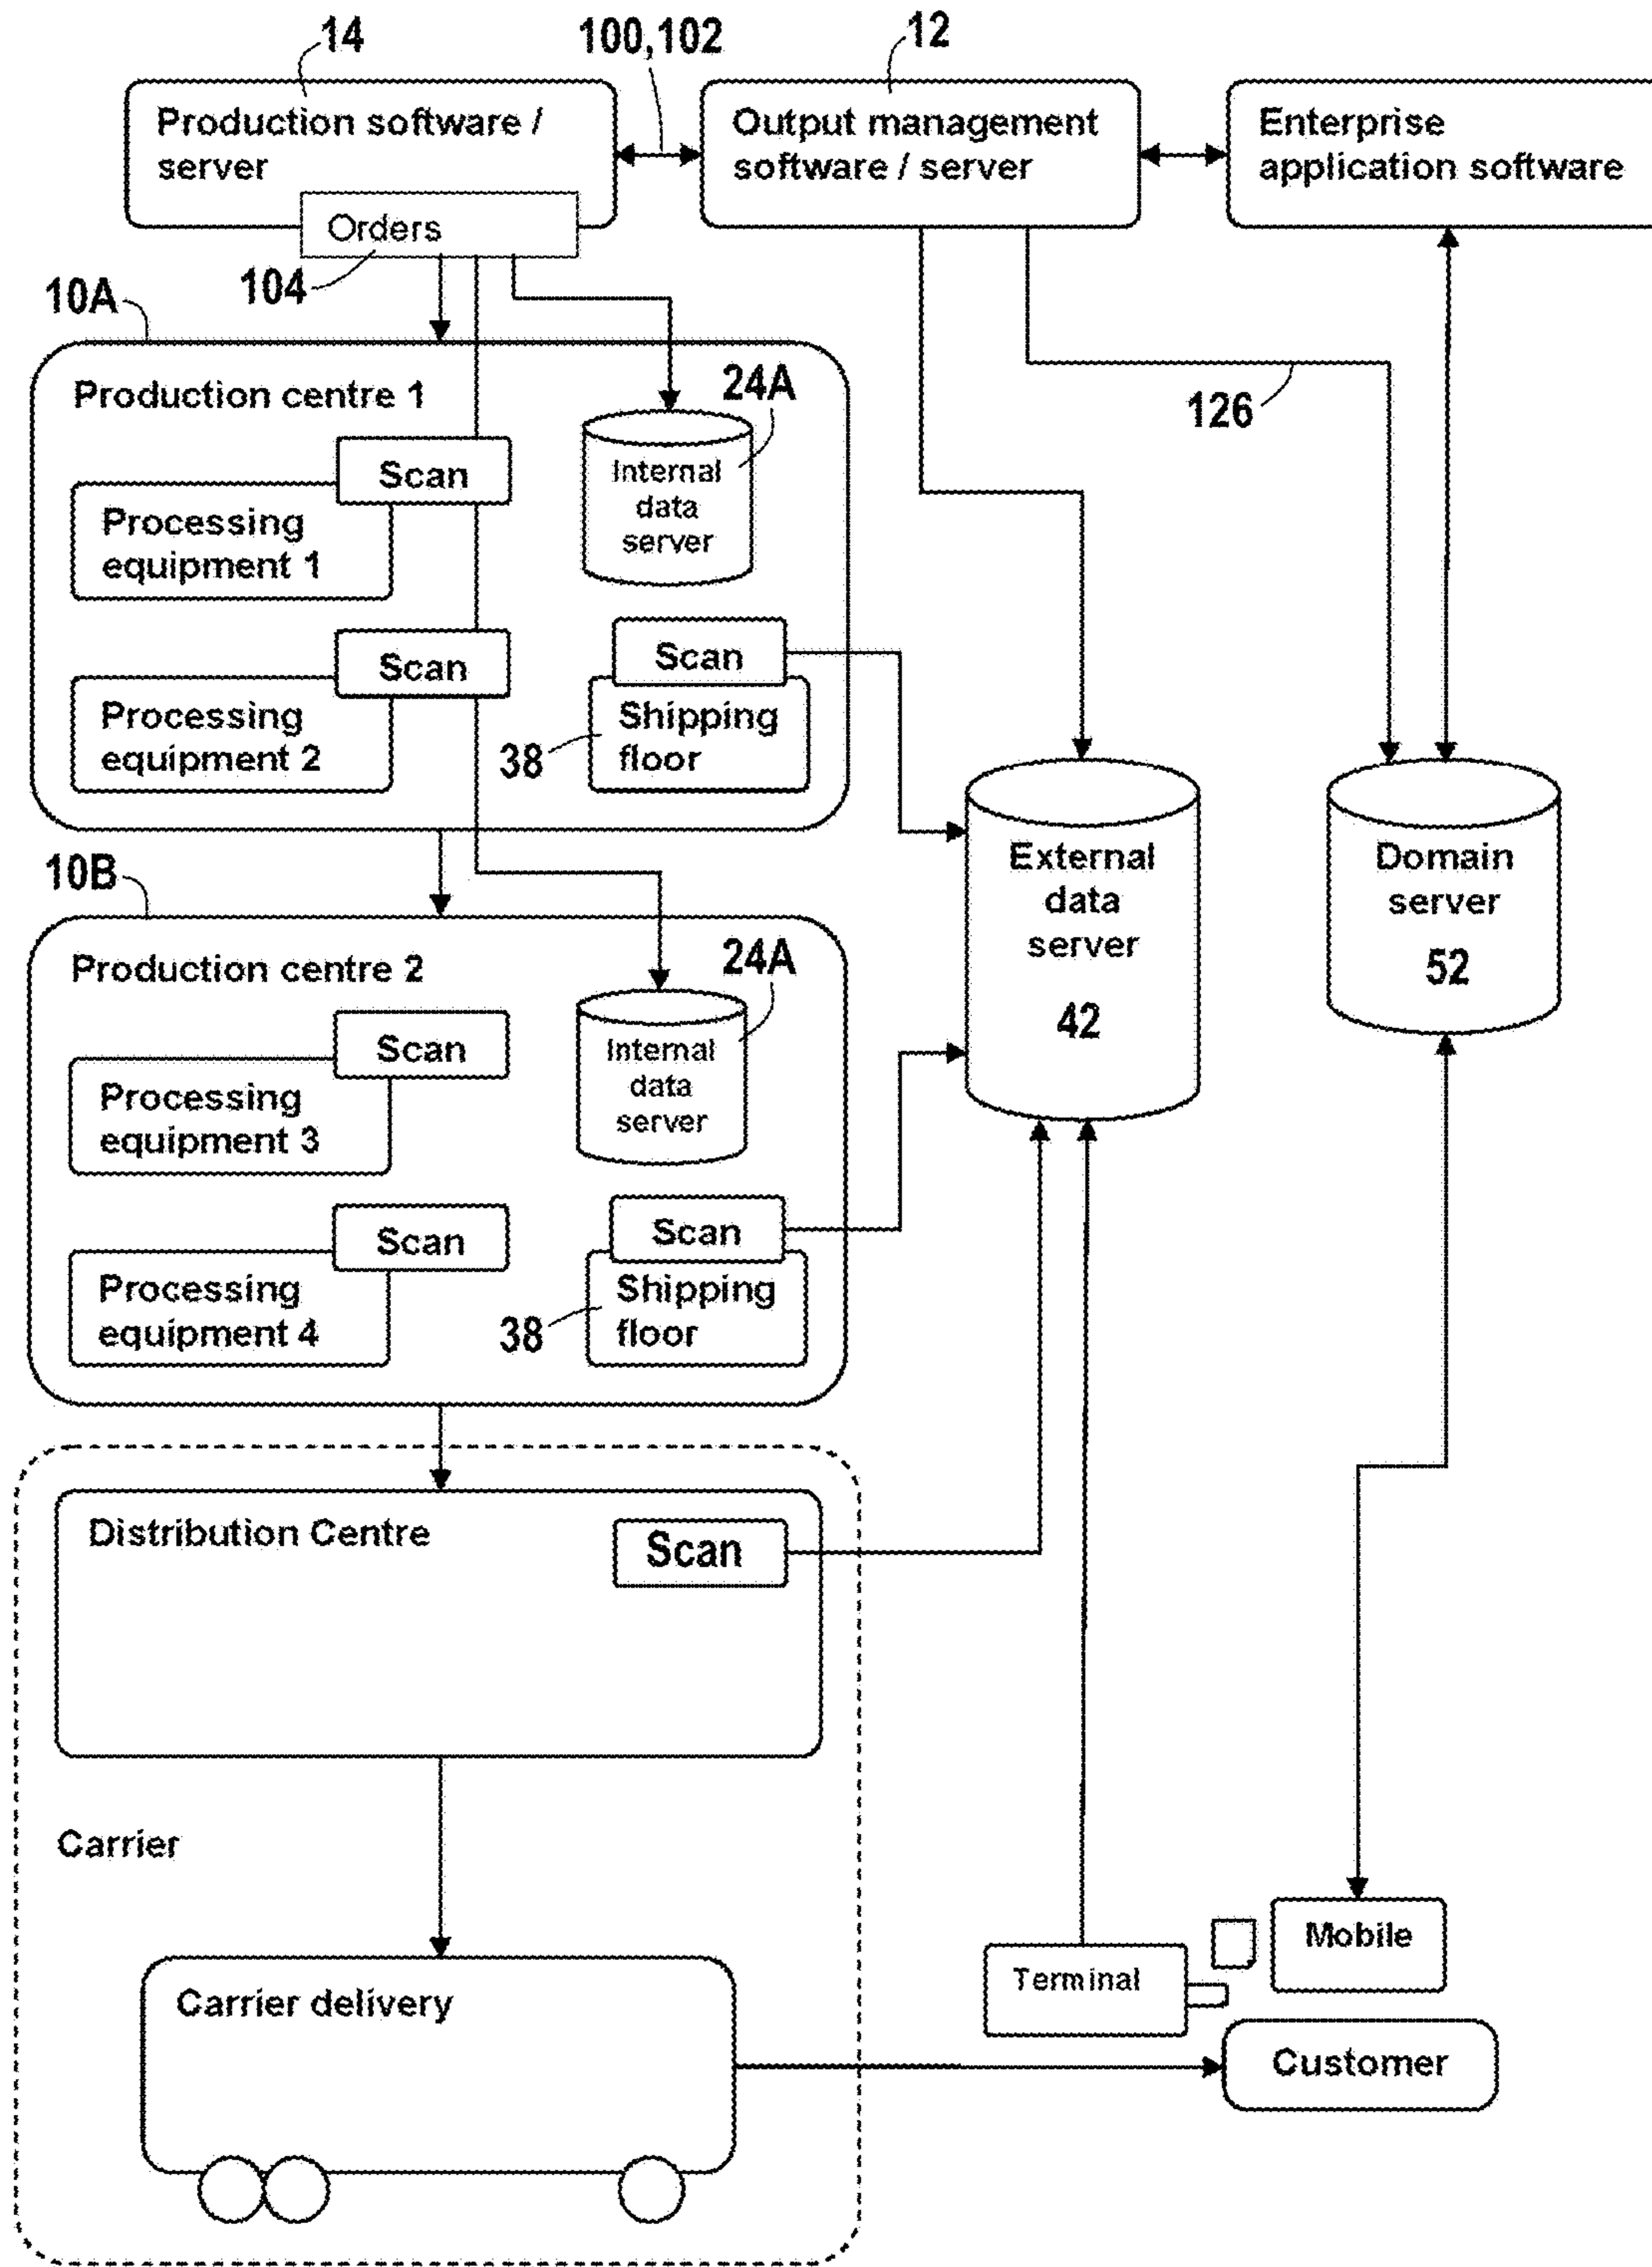 14
100,102
12
Production software /
server
Output management
software / server
Enterprise
application software
Orders
104
10A
Production centre 1
24A
126
Scan
Internal
data
server
Processing
equipment 1
Scan
Scan
Processing
equipment 2
Shipping
floor
38
10B
External
data
server
42
Domain
server
52
Production centre 2
24A
Scan
Internal
data
server
Processing
equipment 3
Scan
Scan
Processing
equipment 4
Shipping
floor
38
Distribution Centre
Scan
Carrier
Mobile
Terminal
Carrier delivery
Customer